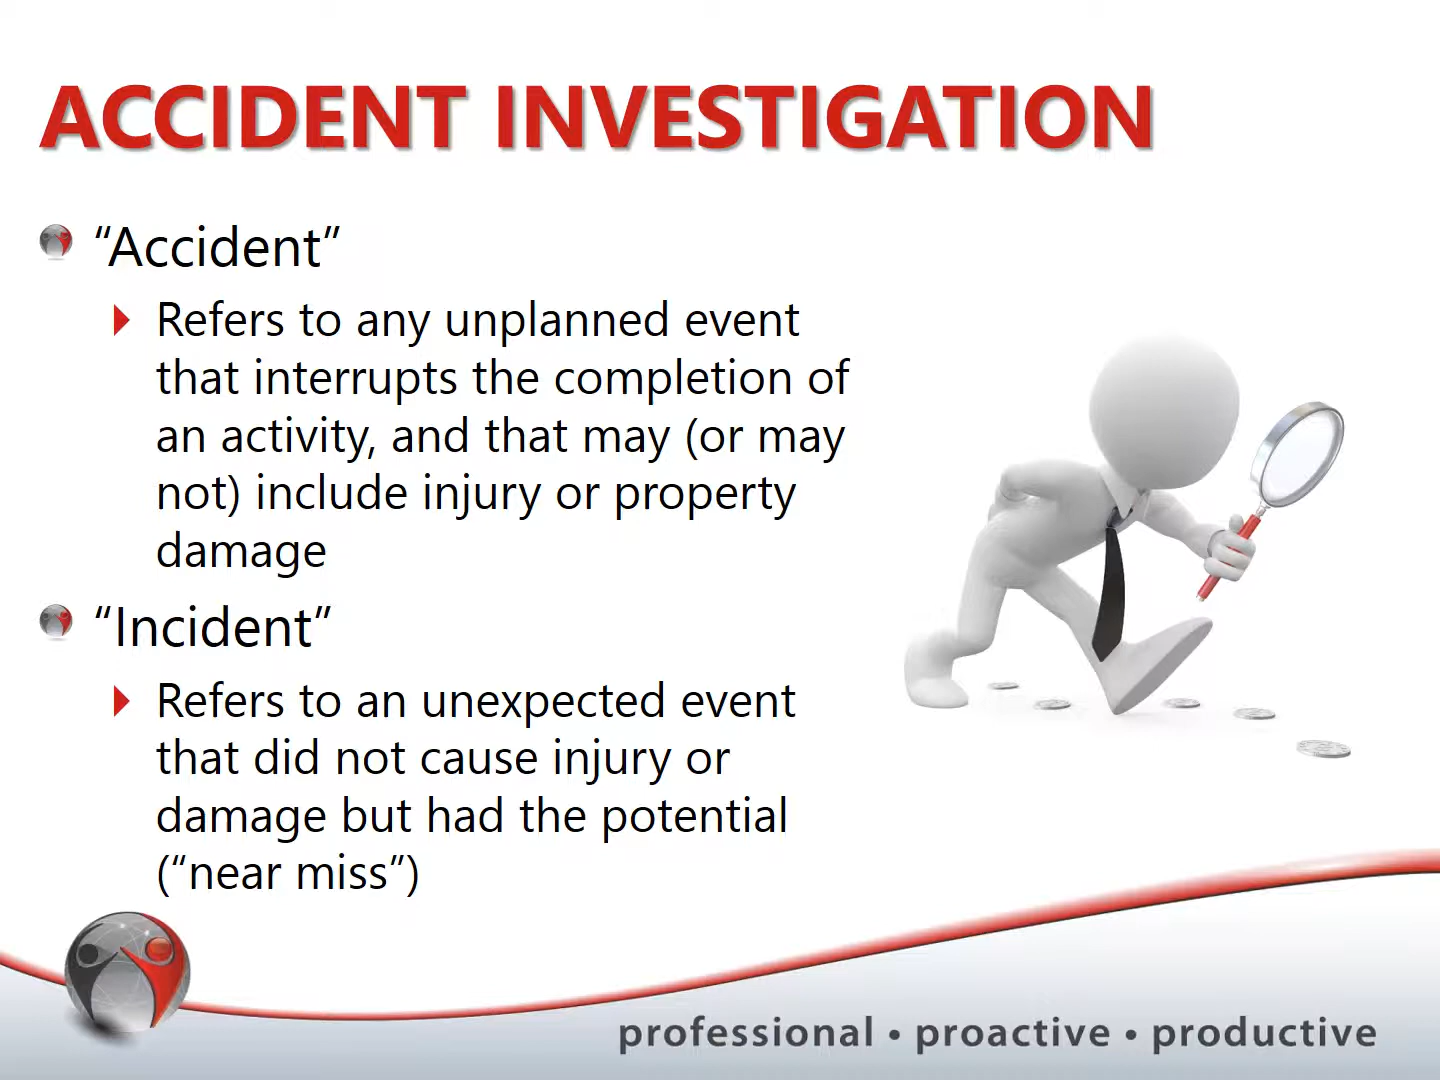 ACCIDENT INVESTIGATION
“Accident”
Refers to any unplanned event
that interrupts the completion of
an activity, and that may (or may
not) include injury or property
damage
“Incident”
Refers to an unexpected event
that did not cause injury or
damage but had the potential
(“near miss”)
professional • proactive • productive